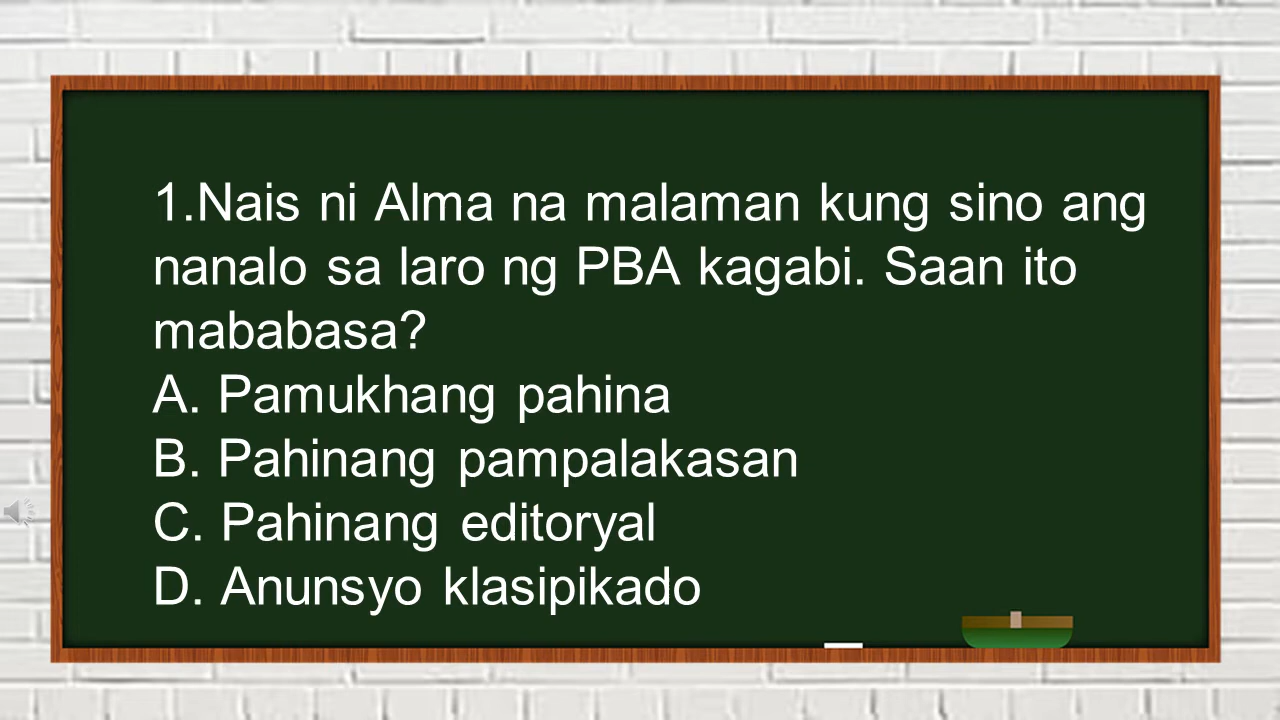 1.Nais ni Alma na malaman kung sino ang
nanalo sa laro ng PBA kagabi. Saan ito
mababasa?
A. Pamukhang pahina
B. Pahinang pampalakasan
C. Pahinang editoryal
D. Anunsyo klasipikado